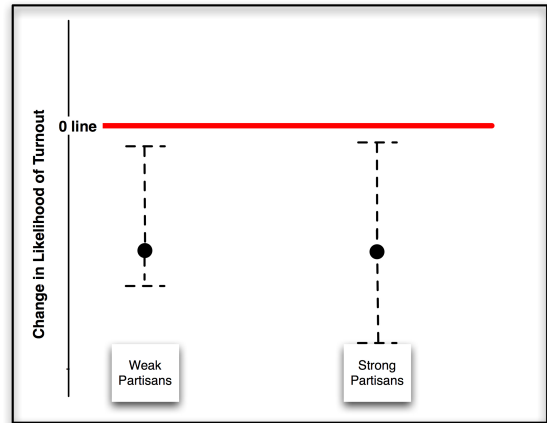 Change in Likelihood of Turnout
0 line
Weak
Partisans
Strong
Partisans